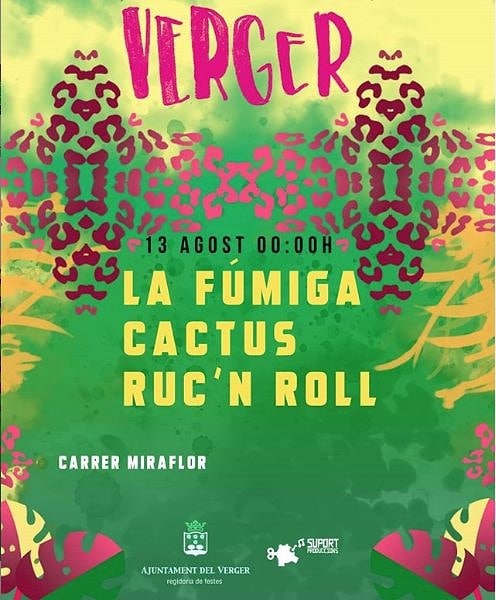 VERGER
13 AGOST 00:00H
LA FÚMIGA
CACTUS
RUC'N ROLL
CARRER MIRAFLOR
AJUNTAMENT DEL VERGER
regidoria de festes
SUPORT
PRODUCCIONS